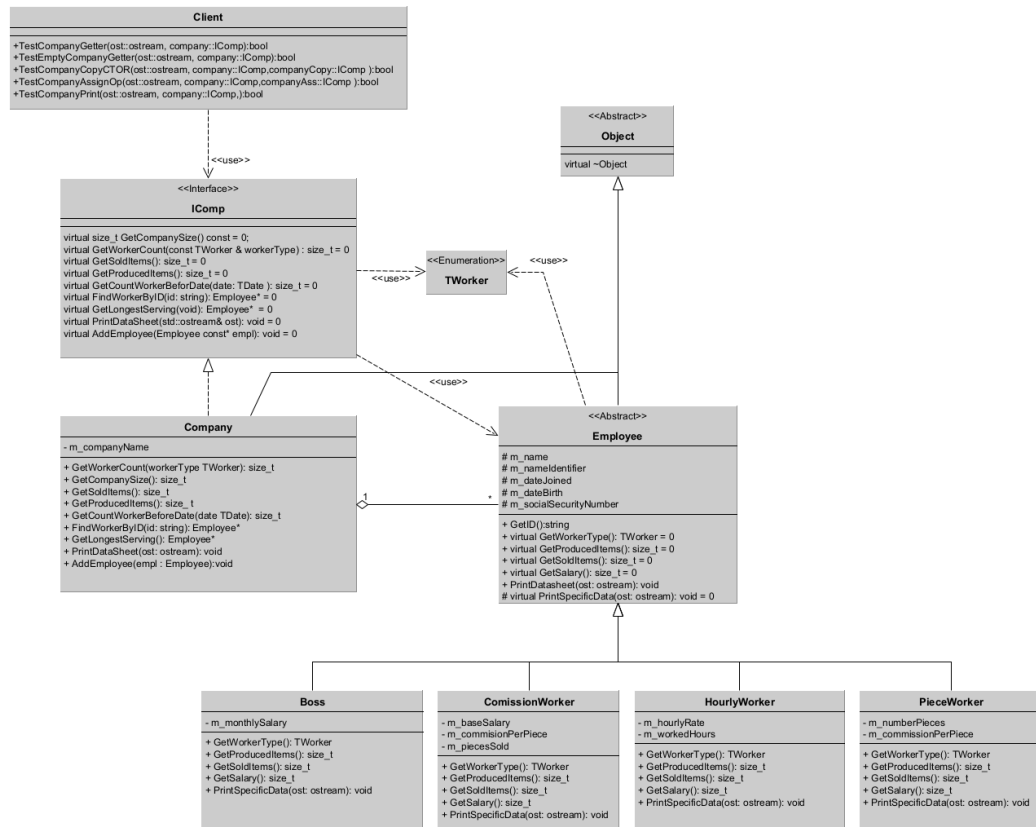 Client
+TestCompanyGetter(ost::ostream, company::IComp):bool
+TestEmptyCompanyGetter(ost::ostream, company::IComp):bool
+TestCompanyCopyCTOR(ost::ostream, company::IComp,companyCopy::IComp ):bool
+TestCompanyAssignOp(ost::ostream, company::IComp,companyAss::IComp ):bool
+TestCompanyPrint(ost::ostream, company::IComp,):bool
<<use>>
<<Abstract>>
Object
virtual ~Object
<<Interface>>
IComp
virtual size_t GetCompanySize() const = 0;
virtual GetWorkerCount(const TWorker & workerType) : size_t = 0
virtual GetSoldItems(): size_t = 0
virtual GetProducedItems(): size_t = 0
virtual GetCountWorkerBeforDate(date: TDate ): size_t = 0
virtual FindWorkerByID(id: string): Employee* = 0
virtual GetLongestServing(void): Employee*  = 0
virtual PrintDataSheet(std::ostream& ost): void = 0
virtual AddEmployee(Employee const* empl): void = 0
<<use>>
<<Enumeration>>
TWorker
<<use>>
<<use>>
Company
- m_companyName
+ GetWorkerCount(workerType TWorker): size_t
+ GetCompanySize(): size_t
+ GetSoldItems(): size_t
+ GetProducedItems(): size_ t
+ GetCountWorkerBeforeDate(date TDate): size_t
+ FindWorkerByID(id: string): Employee*
+ GetLongestServing(): Employee*
+ PrintDataSheet(ost: ostream): void
+ AddEmployee(empl : Employee):void
1
*
<<Abstract>>
Employee
# m_name
# m_nameIdentifier
# m_dateJoined
# m_dateBirth
# m_socialSecurityNumber
+ GetID():string
+ virtual GetWorkerType(): TWorker = 0
+ virtual GetProducedItems(): size_t = 0
+ virtual GetSoldItems(): size_t = 0
+ virtual GetSalary(): size_t = 0
+ PrintDatasheet(ost: ostream): void
# virtual PrintSpecificData(ost: ostream): void = 0
Boss
- m_monthlySalary
+ GetWorkerType(): TWorker
+ GetProducedItems(): size_t
+ GetSoldItems(): size_t
+ GetSalary(): size_t
+ PrintSpecificData(ost: ostream): void
ComissionWorker
- m_baseSalary
- m_commisionPerPiece
- m_piecesSold
+ GetWorkerType(): TWorker
+ GetProducedItems(): size_t
+ GetSoldItems(): size_t
+ GetSalary(): size_t
+ PrintSpecificData(ost: ostream): void
HourlyWorker
- m_hourlyRate
- m_workedHours
+ GetWorkerType(): TWorker
+ GetProducedItems(): size_t
+ GetSoldItems(): size_t
+ GetSalary(): size_t
+ PrintSpecificData(ost: ostream): void
PieceWorker
- m_numberPieces
- m_commissionPerPiece
+ GetWorkerType(): TWorker
+ GetProducedItems(): size_t
+ GetSoldItems(): size_t
+ GetSalary(): size_t
+ PrintSpecificData(ost: ostream): void